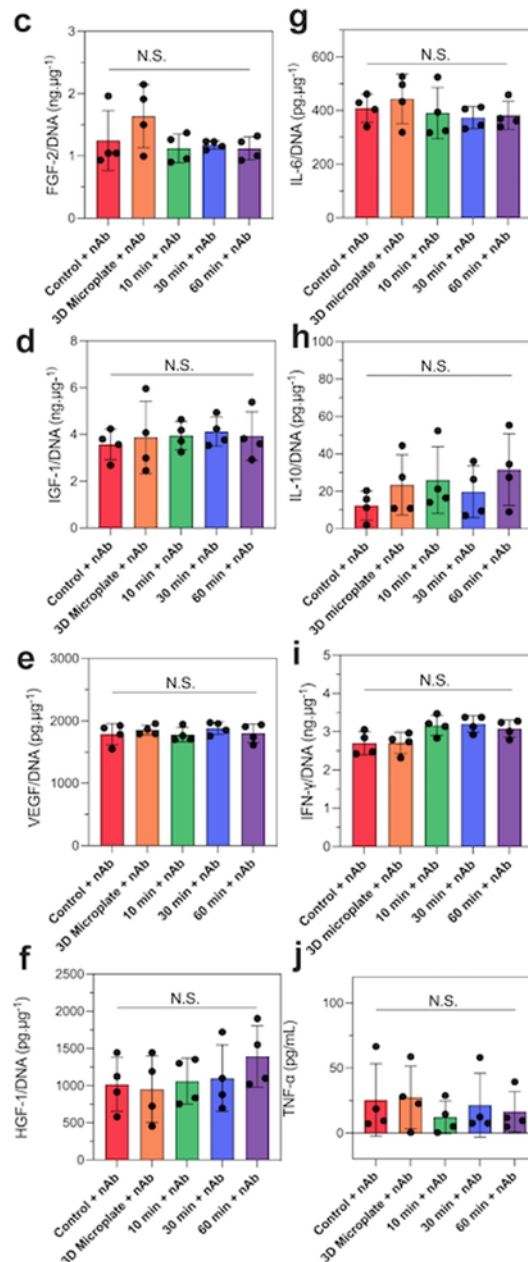 c
FGF-2/DNA (ng.µg⁻¹)
3
2
1
0
N.S.
Control + nAb
3D Microplate + nAb
10 min + nAb
30 min + nAb
60 min + nAb
g
IL-6/DNA (pg.µg⁻¹)
600
400
200
0
N.S.
Control + nAb
3D microplate + nAb
10 min + nAb
30 min + nAb
60 min + nAb
d
IGF-1/DNA (ng.µg-¹)
8
6
4
2
0
N.S.
Control + nAb
3D Microplate + nAb
10 min + nAb
30 min + nAb
60 min + nAb
h
IL-10/DNA (pg.µg⁻¹)
100
80
60
40
20
0
N.S.
Control + nAb
3D microplate + nAb
10 min + nAb
30 min + nAb
60 min + nAb
e
VEGF/DNA (pg.µg⁻¹)
3000
2000
1000
0
N.S.
Control + nAb
3D Microplate + nAb
10 min + nAb
30 min + nAb
60 min + nAb
i
IFN-γ/DNA (ng.µg⁻¹)
5
4
3
2
1
0
N.S.
Control + nAb
3D microplate + nAb
10 min + nAb
30 min + nAb
60 min + nAb
f
HGF-1/DNA (pg.µg⁻¹)
2500
2000
1500
1000
500
0
N.S.
Control + nAb
3D Microplate + nAb
10 min + nAb
30 min + nAb
60 min + nAb
j
TNF-α (pg/mL)
100
50
0
N.S.
Control + nAb
3D Microplate + nAb
10 min + nAb
30 min + nAb
60 min + nAb